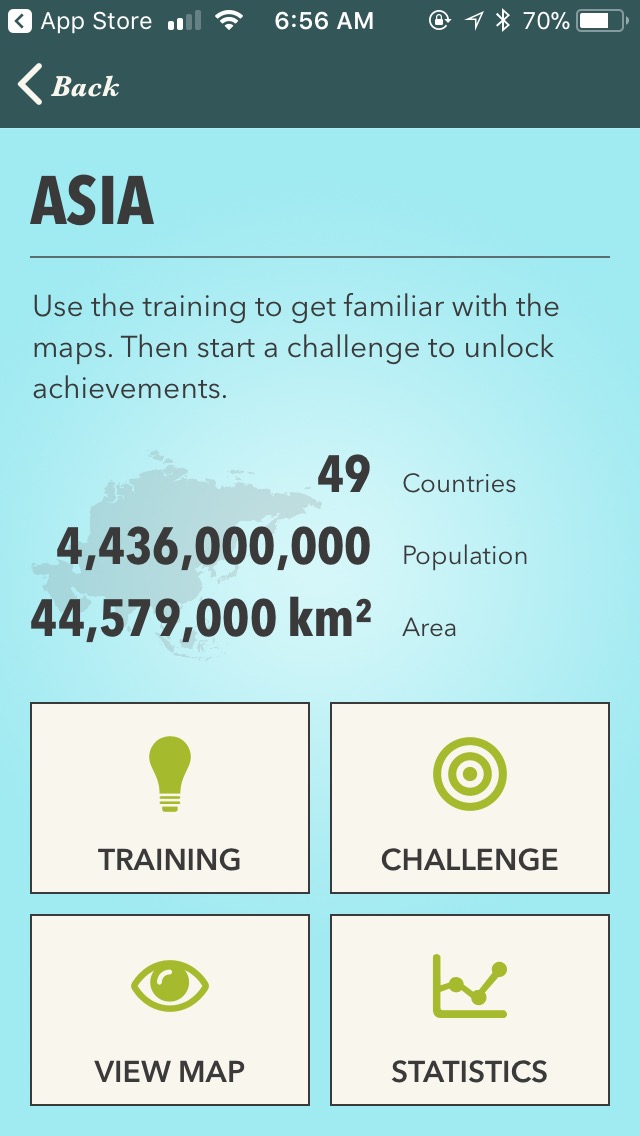 App Store 6:56 AM 70%
Back
ASIA
Use the training to get familiar with the
maps. Then start a challenge to unlock
achievements.
49 Countries
4,436,000,000 Population
44,579,000 km² Area
TRAINING CHALLENGE
VIEW MAP STATISTICS